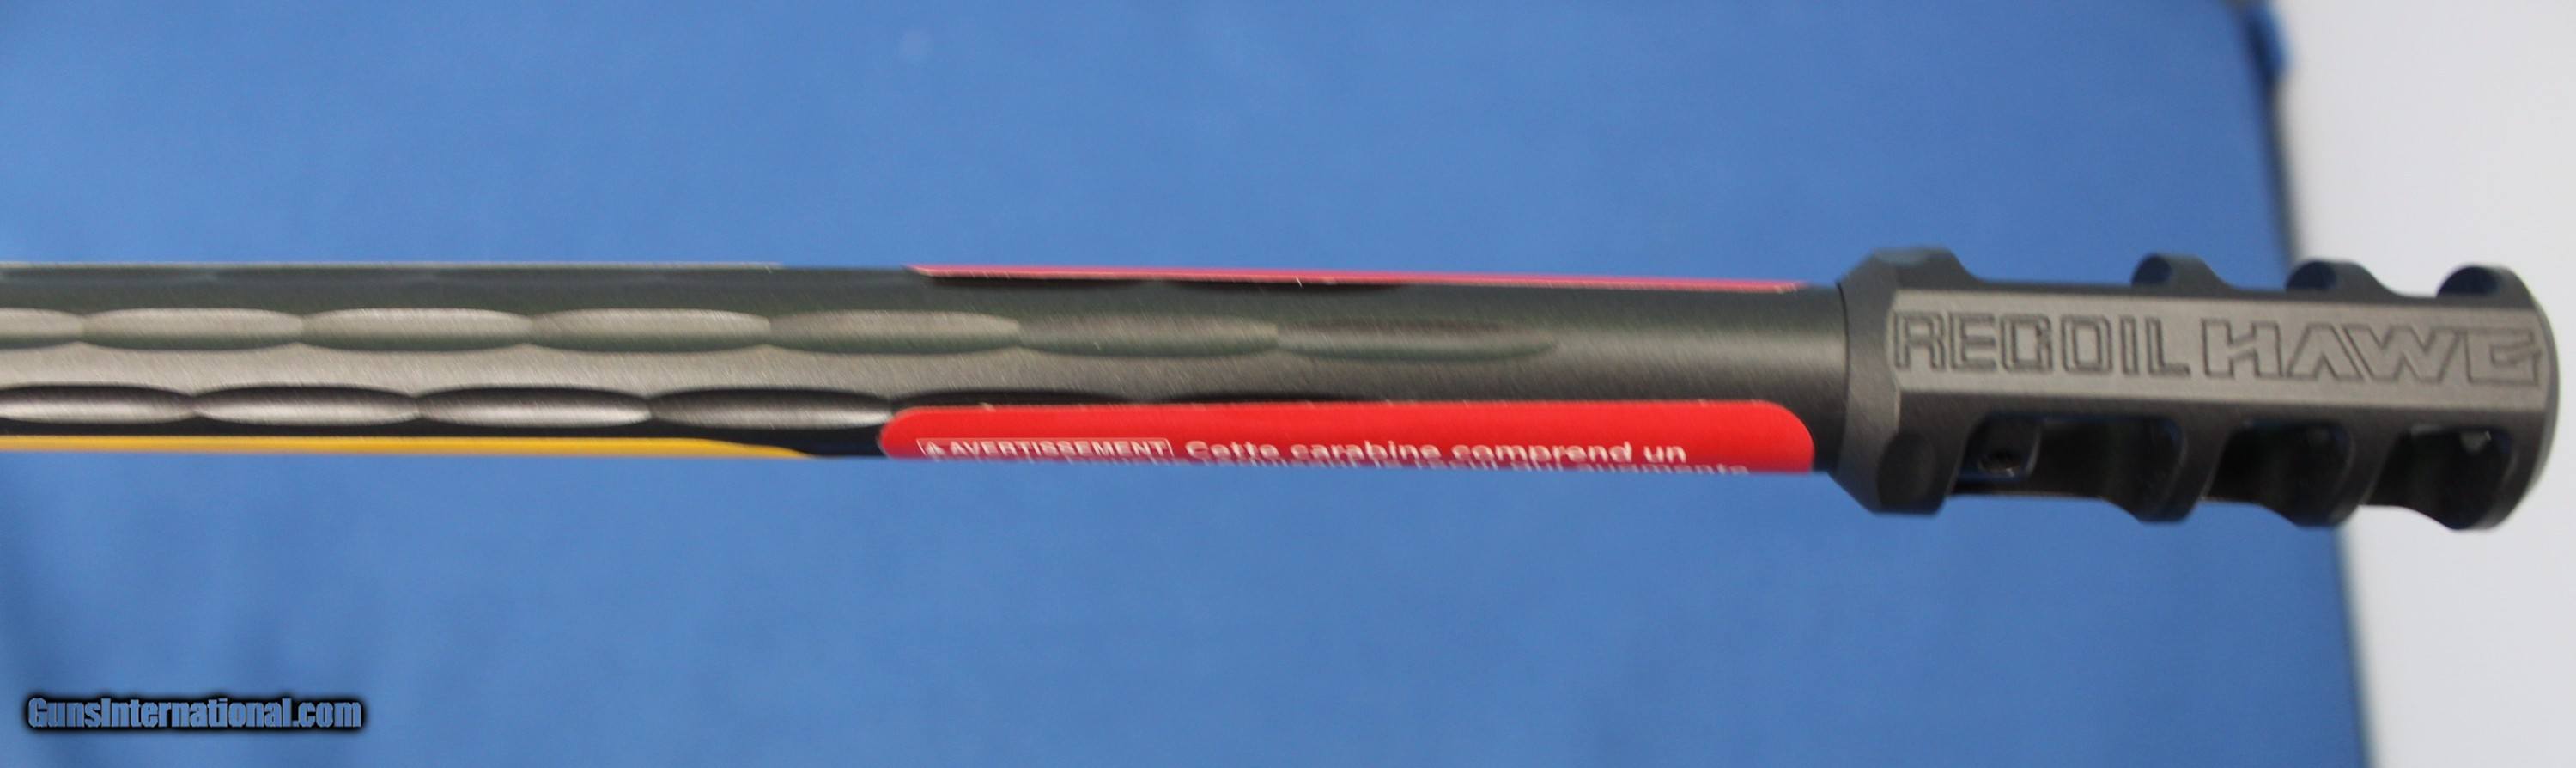 RECOIL HAWG
⚠ AVERTISSEMENT Cette carabine comprend un
GunsInternational.com